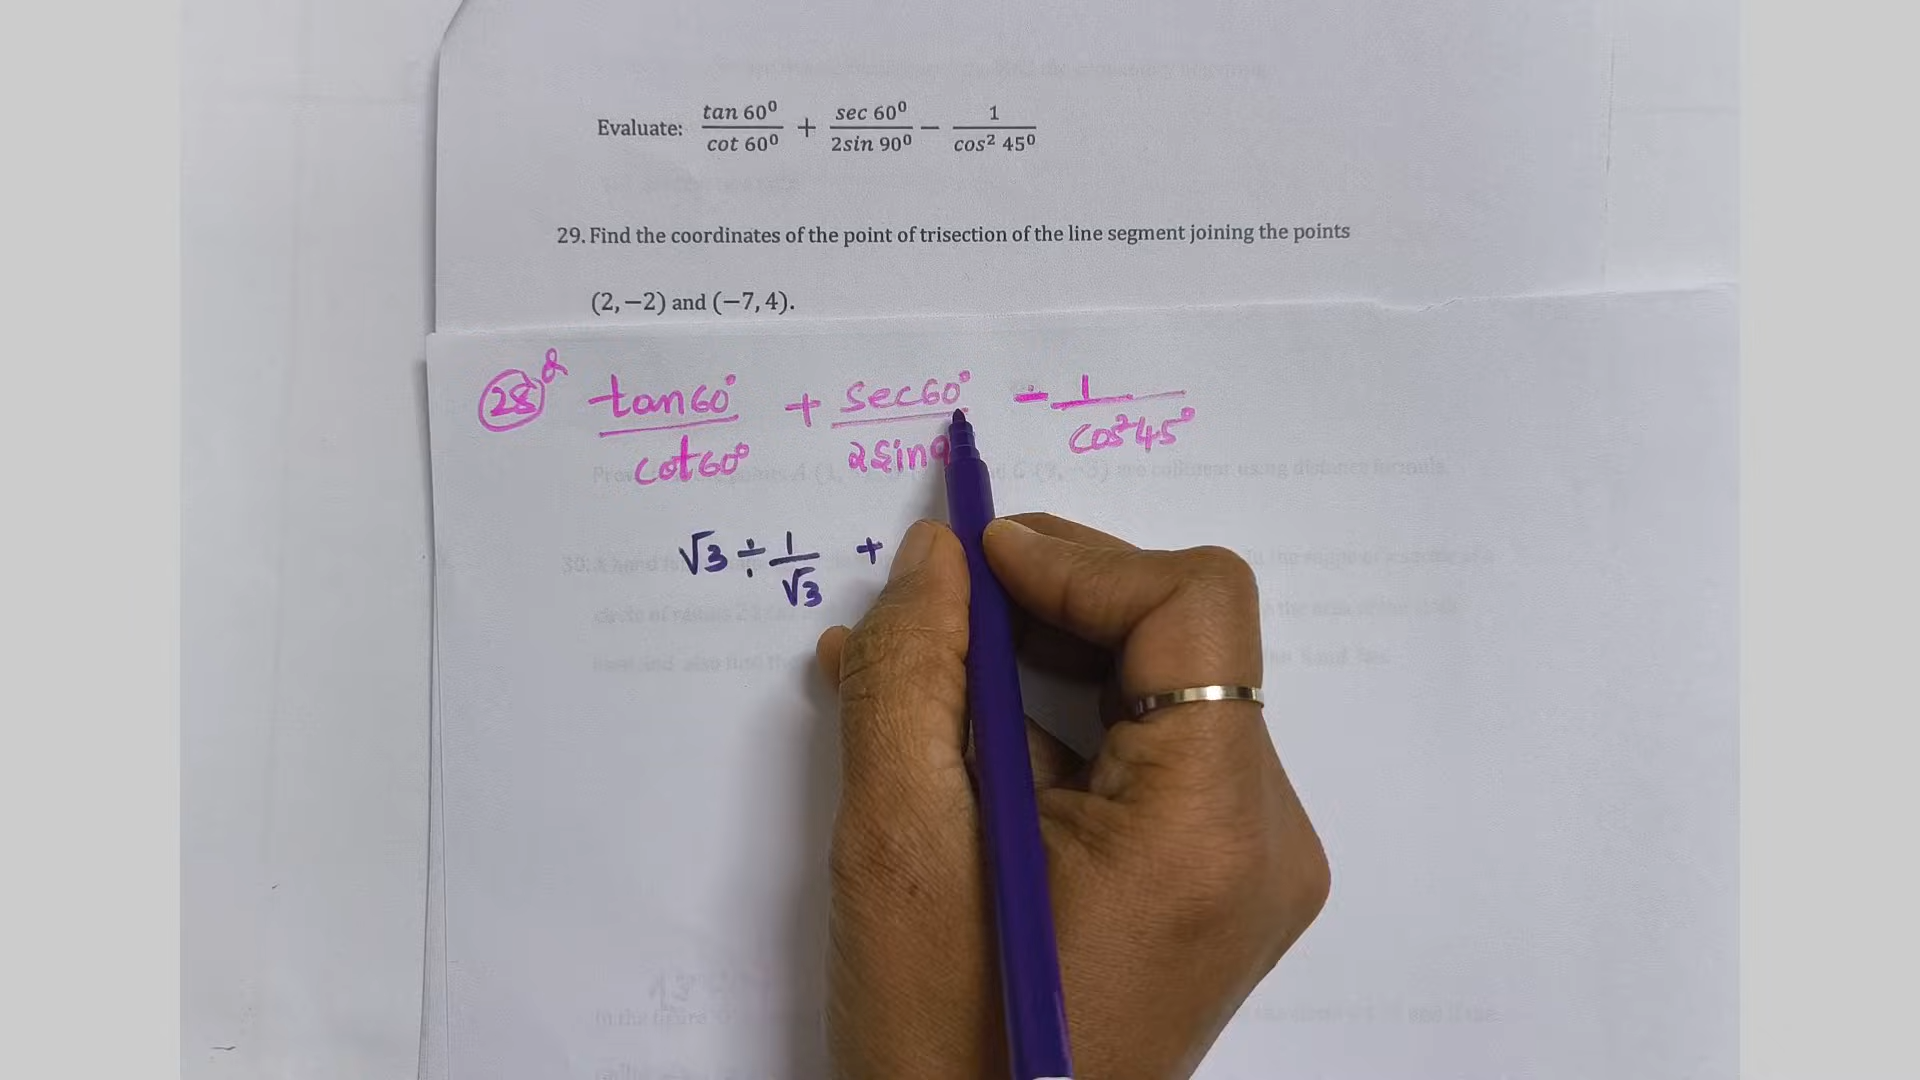 Evaluate: tan 60⁰/cot 60⁰ + sec 60⁰/2sin 90⁰ − 1/cos² 45⁰
29. Find the coordinates of the point of trisection of the line segment joining the points
(2, −2) and (−7, 4).
28 tan60° / cot60° + sec60° / 2sin9 − 1 / cos²45°
√3 ÷ 1/√3 +